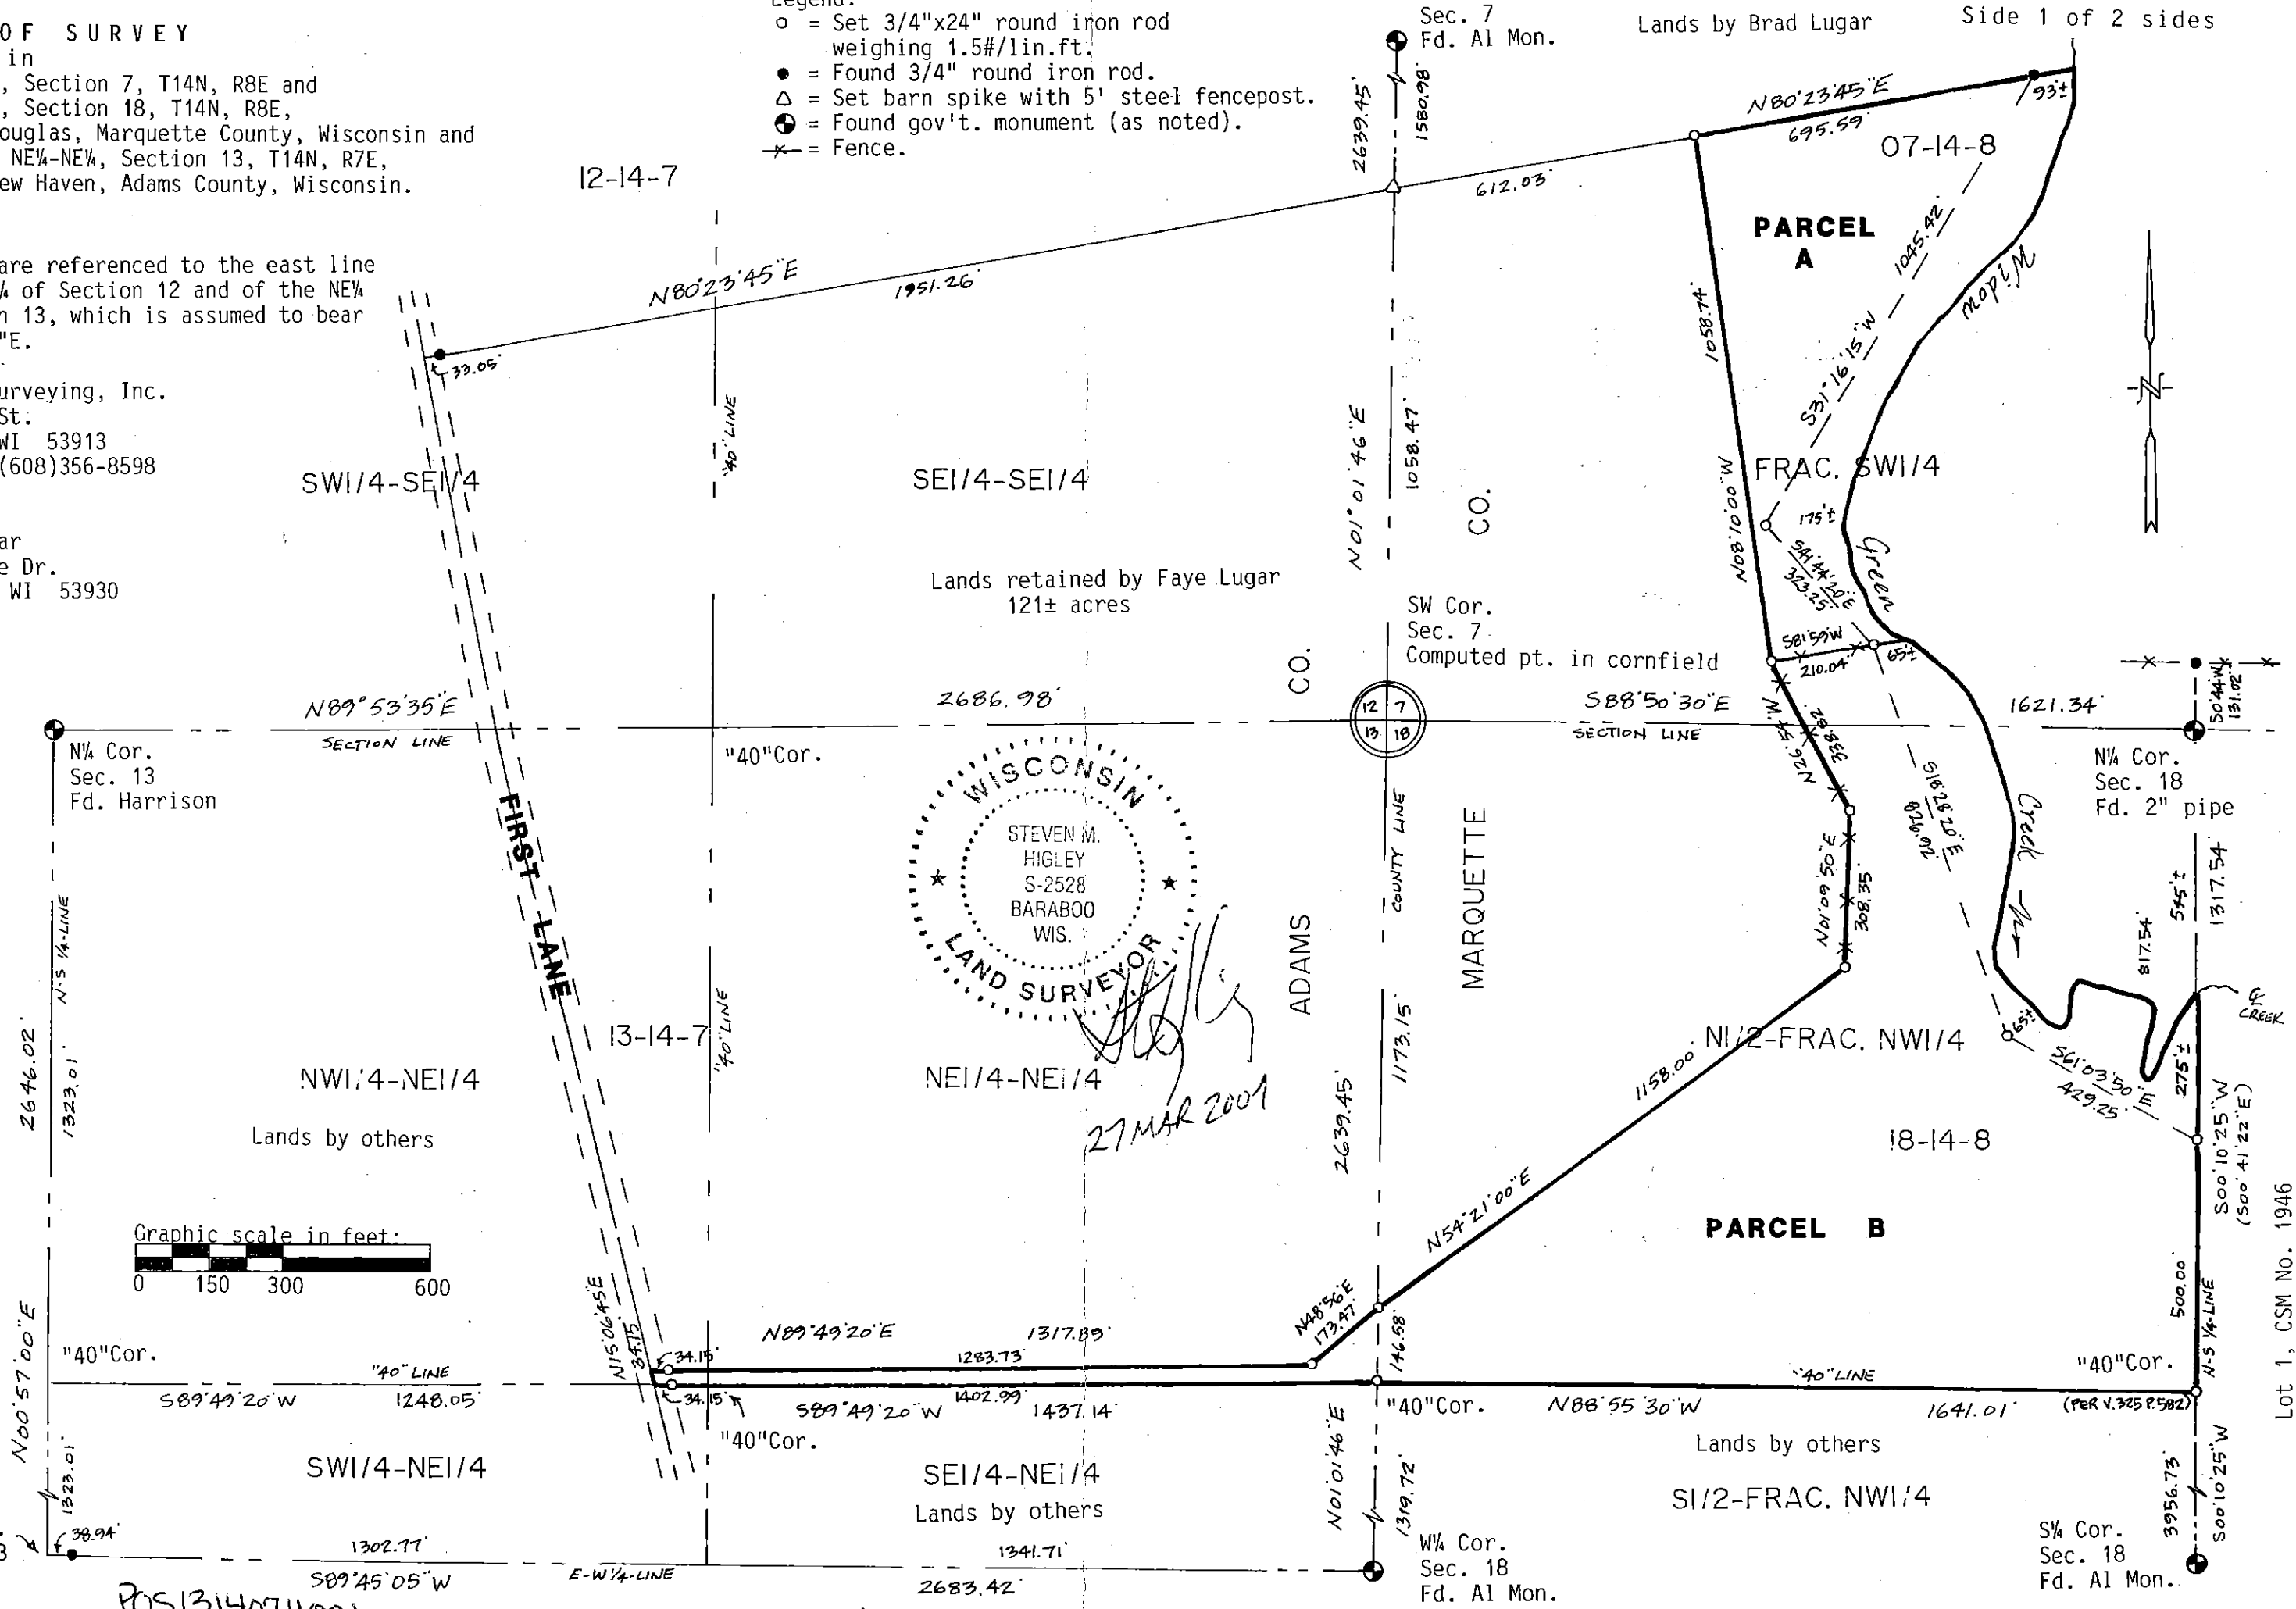 OF SURVEY
in
, Section 7, T14N, R8E and
, Section 18, T14N, R8E,
ouglas, Marquette County, Wisconsin and
NE¼-NE¼, Section 13, T14N, R7E,
ew Haven, Adams County, Wisconsin.
are referenced to the east line
¼ of Section 12 and of the NE¼
n 13, which is assumed to bear
"E.
urveying, Inc.
St.
WI 53913
(608)356-8598
ar
e Dr.
WI 53930
Legend:
o = Set 3/4"x24" round iron rod
weighing 1.5#/lin.ft.
● = Found 3/4" round iron rod.
△ = Set barn spike with 5' steel fencepost.
= Found gov't. monument (as noted).
-x- = Fence.
Sec. 7
Fd. Al Mon.
Lands by Brad Lugar
Side 1 of 2 sides
12-14-7
2639.45'
1580.98'
N80°23'45"E
695.59'
93'±
07-14-8
612.03'
PARCEL
A
1045.42'
S31°16'15"W
Widow
N80°23'45"E
1951.26'
33.05'
"40" LINE
N01°01'46"E
1058.47'
1058.74'
N08°10'00"W
FRAC. SW1/4
SW1/4-SE1/4
SE1/4-SE1/4
CO.
175'±
S41°44'20"E
323.25'
Green
Lands retained by Faye Lugar
121± acres
SW Cor.
Sec. 7
Computed pt. in cornfield
S81°59'W
210.04'
65'±
CO.
S0°44'W
131.02'
N89°53'35"E
SECTION LINE
2686.98'
12 7
13 18
S88°50'30"E
SECTION LINE
1621.34'
N¼ Cor.
Sec. 13
Fd. Harrison
"40"Cor.
N26°54'W
338.82'
N¼ Cor.
Sec. 18
Fd. 2" pipe
S18°28'20"E
826.92'
Creek
FIRST LANE
WISCONSIN
STEVEN M.
HIGLEY
S-2528
BARABOO
WIS.
LAND SURVEYOR
27 MAR 2001
COUNTY LINE
ADAMS
MARQUETTE
N01°09'50"E
308.35'
817.54'
545'±
1317.54'
℄
CREEK
N-S ¼-LINE
2646.02'
1323.01'
13-14-7
"40" LINE
1173.15'
2639.45'
N1/2-FRAC. NW1/4
65'±
S61°03'50"E
429.25'
275'±
NW1/4-NE1/4
NE1/4-NE1/4
Lands by others
1158.00'
18-14-8
S00°10'25"W
(S00°41'22"E)
Lot 1, CSM No. 1946
N54°21'00"E
PARCEL B
Graphic scale in feet:
0 150 300 600
N15°06'45"E
34.15'
N89°49'20"E
1317.89'
34.15'
1283.73'
N48°56'E
173.47'
146.58'
500.00'
N-S ¼-LINE
N00°57'00"E
"40"Cor.
"40" LINE
S89°49'20"W
1248.05'
34.15'
S89°49'20"W
1402.99'
1437.14'
"40"Cor.
"40"Cor.
N88°55'30"W
"40" LINE
1641.01'
"40"Cor.
(PER V.325 P.582)
Lands by others
SW1/4-NE1/4
SE1/4-NE1/4
Lands by others
N01°01'46"E
1319.72'
S1/2-FRAC. NW1/4
3956.73'
S00°10'25"W
1323.01'
38.94'
3
1302.77'
1341.71'
S89°45'05"W
E-W ¼-LINE
2683.42'
W¼ Cor.
Sec. 18
Fd. Al Mon.
S¼ Cor.
Sec. 18
Fd. Al Mon.